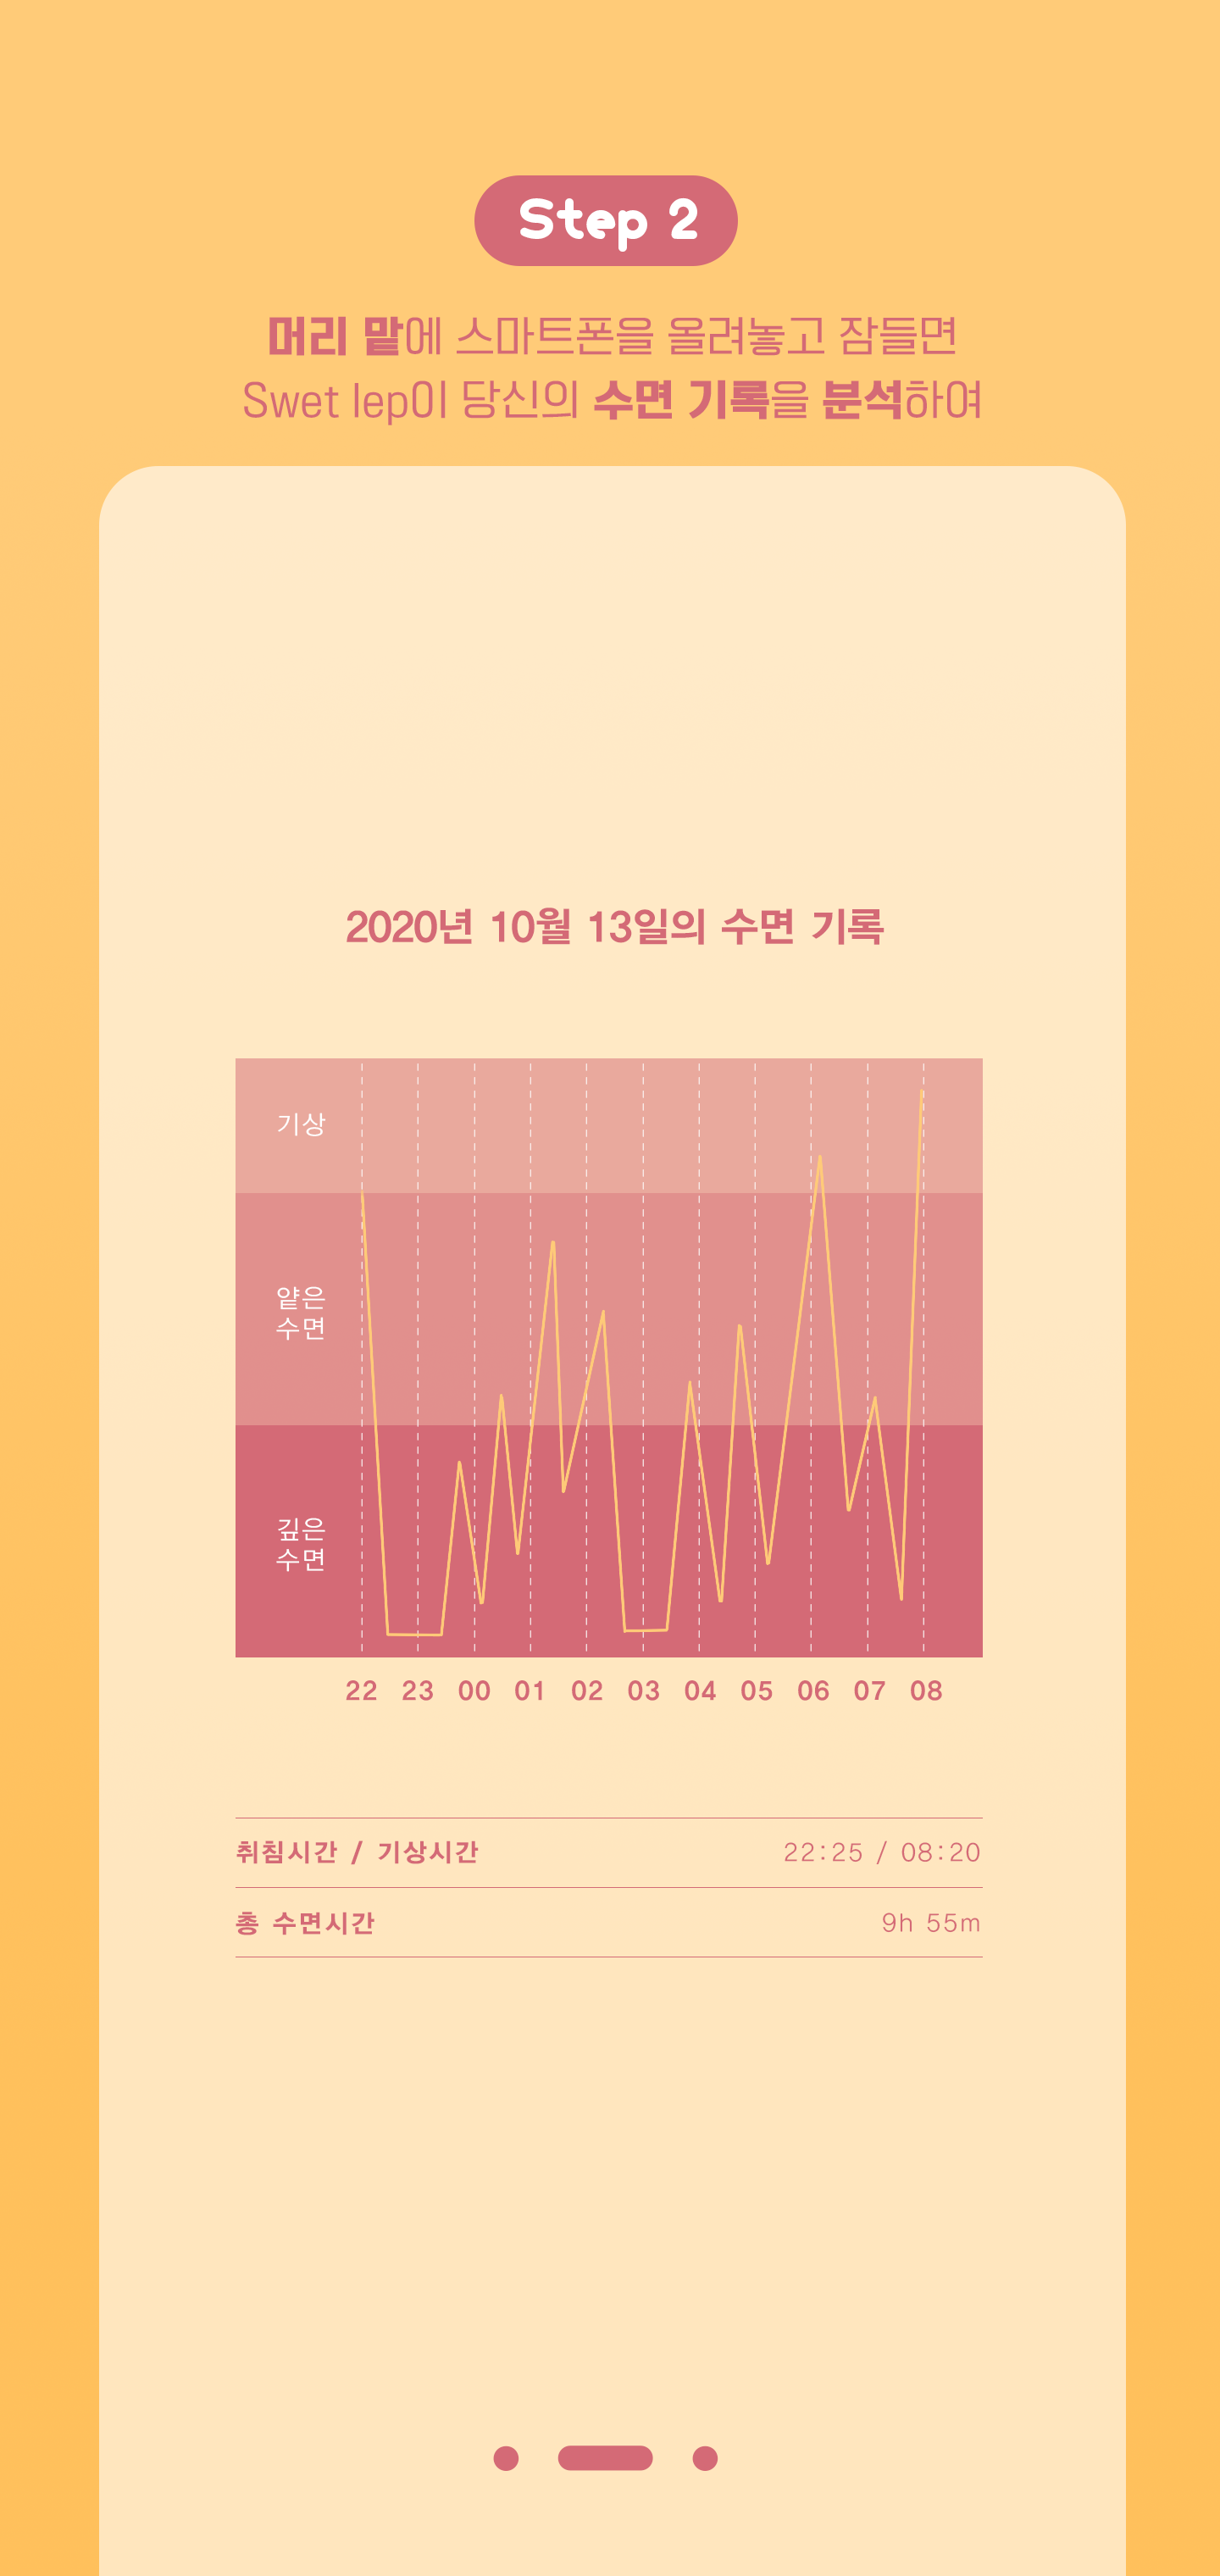 Step 2
머리 맡에 스마트폰을 올려놓고 잠들면
Swet lep이 당신의 수면 기록을 분석하여
2020년 10월 13일의 수면 기록
기상
얕은
수면
깊은
수면
22 23 00 01 02 03 04 05 06 07 08
취침시간 / 기상시간 22:25 / 08:20
총 수면시간 9h 55m